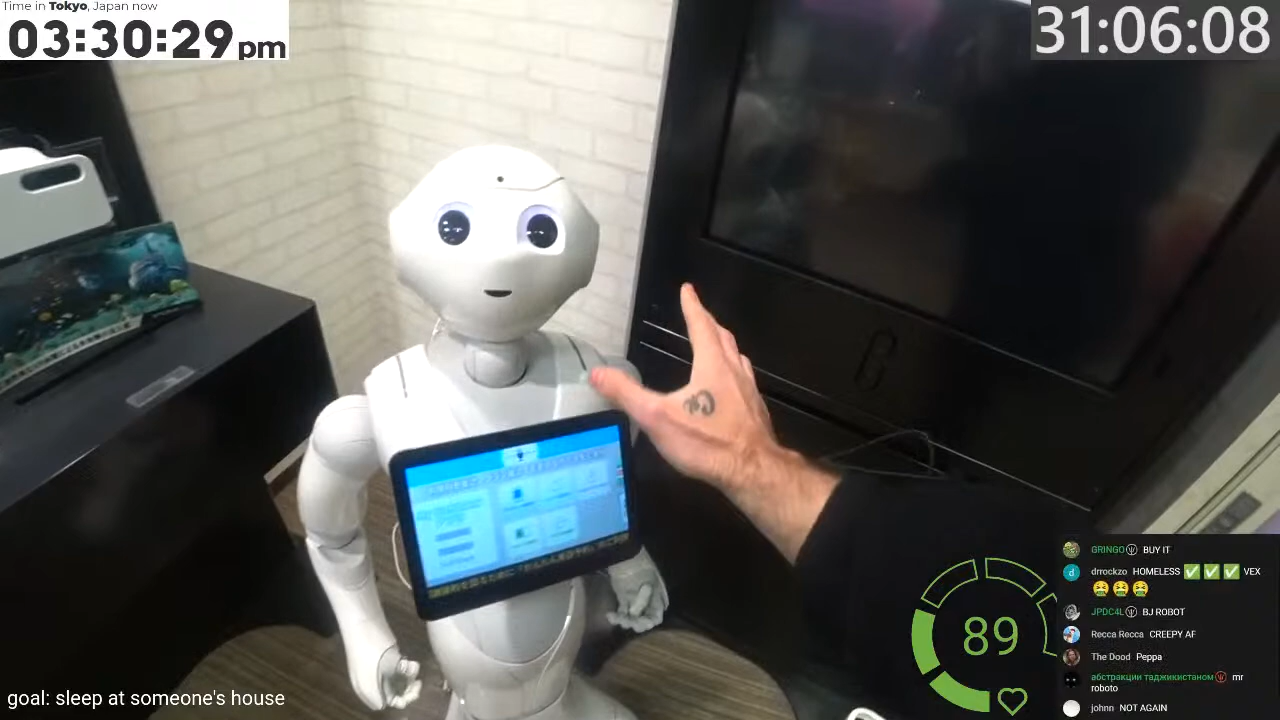 Time in Tokyo, Japan now
03:30:29 pm
31:06:08
89
GRINGO BUY IT
drrockzo HOMELESS ✅ ✅ ✅ VEX
🤮 🤮 🤮
JPDC4L BJ ROBOT
Recca Recca CREEPY AF
The Dood Peppa
абстракции таджикистаном mr
roboto
johnn NOT AGAIN
goal: sleep at someone's house